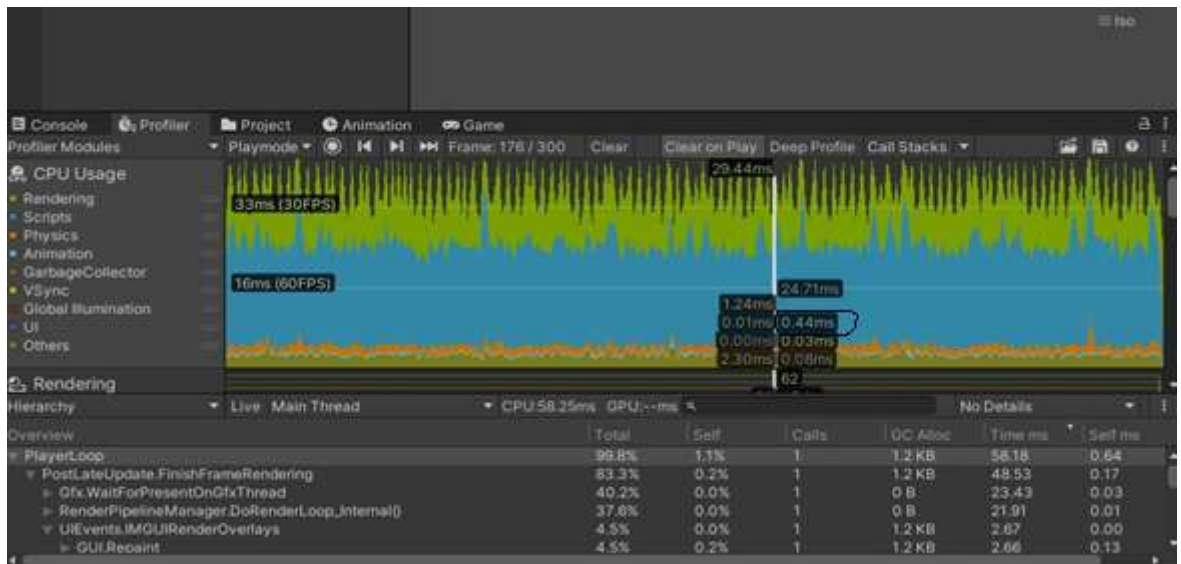 Iso
Console Profiler Project Animation Game
Profiler Modules Playmode Frame: 176 / 300 Clear Clear on Play Deep Profile Call Stacks
CPU Usage
Rendering
Scripts
Physics
Animation
GarbageCollector
VSync
Global Illumination
UI
Others
29.44ms
33ms (30FPS)
16ms (60FPS)
24.71ms
1.24ms
0.01ms 0.44ms
0.00ms 0.03ms
2.30ms 0.08ms
62
Rendering
Hierarchy Live Main Thread CPU:58.25ms GPU:--ms No Details
Overview Total Self Calls GC Alloc Time ms Self ms
PlayerLoop 99.8% 1.1% 1 1.2 KB 58.18 0.64
PostLateUpdate.FinishFrameRendering 83.3% 0.2% 1 1.2 KB 48.53 0.17
Gfx.WaitForPresentOnGfxThread 40.2% 0.0% 1 0 B 23.43 0.03
RenderPipelineManager.DoRenderLoop_Internal() 37.6% 0.0% 1 0 B 21.91 0.01
UIEvents.IMGUIRenderOverlays 4.5% 0.0% 1 1.2 KB 2.67 0.00
GUI.Repaint 4.5% 0.2% 1 1.2 KB 2.66 0.13